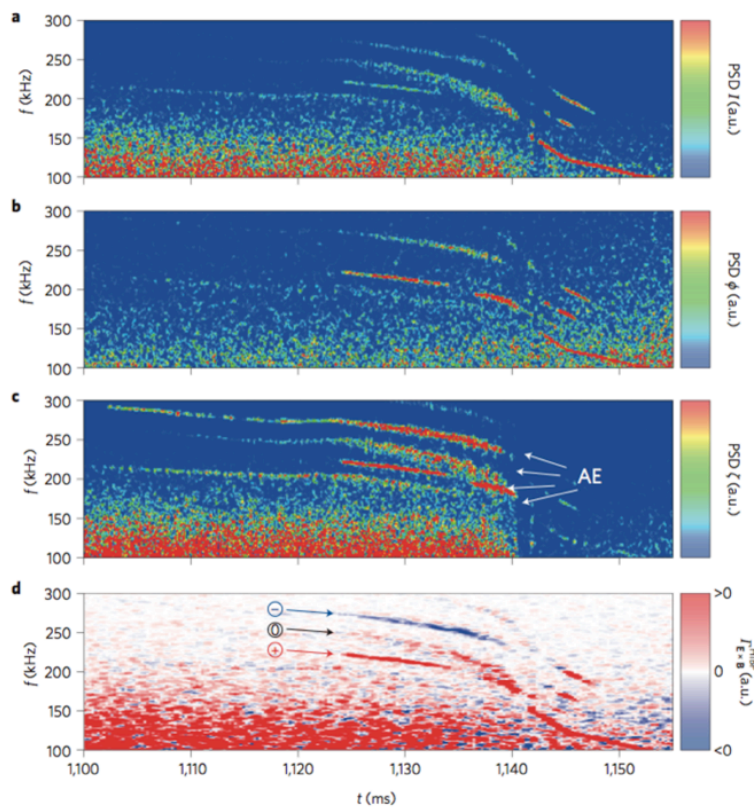 a
300
250
200
150
100
f (kHz)
PSD I (a.u.)
b
300
250
200
150
100
f (kHz)
PSD ϕ (a.u.)
c
300
250
200
150
100
f (kHz)
AE
PSD ζ (a.u.)
d
300
250
200
150
100
f (kHz)
−
0
+
>0
0
<0
E × B (a.u.)
1,100
1,110
1,120
1,130
1,140
1,150
t (ms)